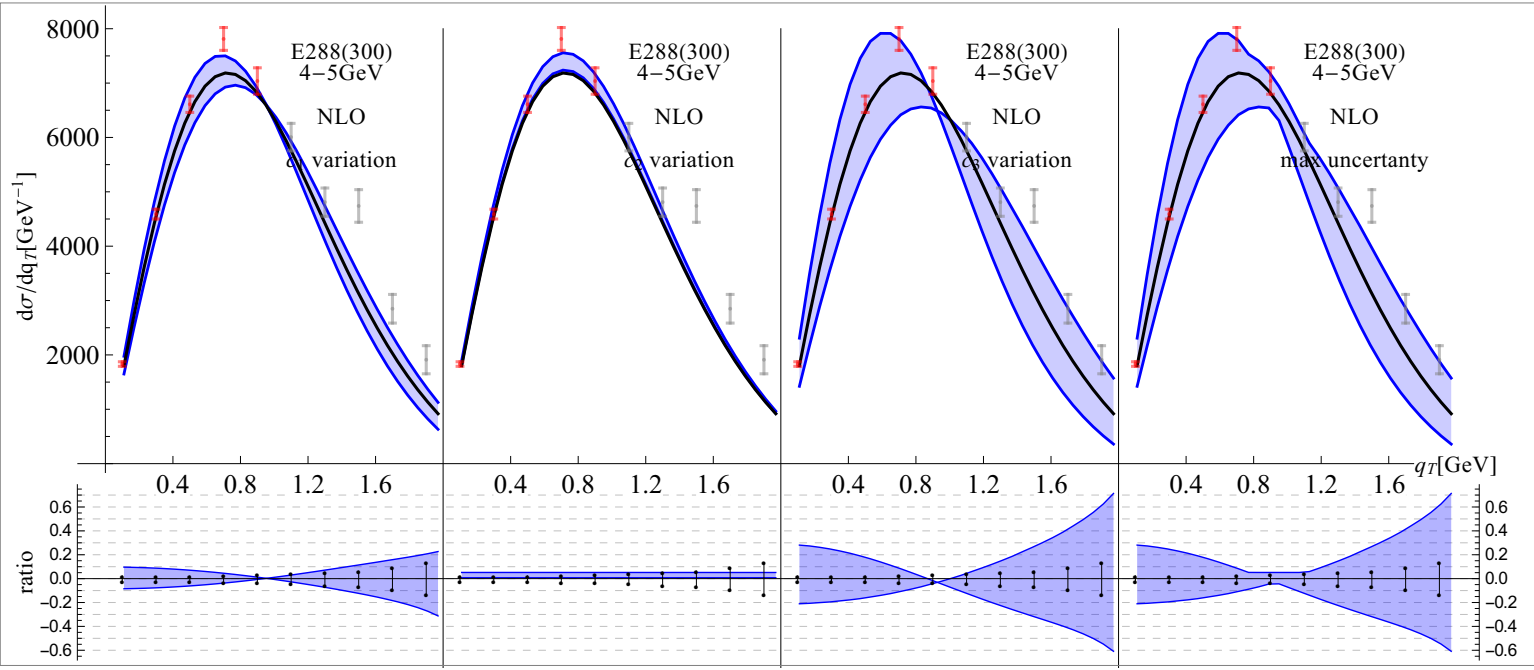 8000
6000
4000
2000
dσ/dq_T[GeV⁻¹]
E288(300)
4−5GeV
NLO
variation
E288(300)
4−5GeV
NLO
c₂ variation
E288(300)
4−5GeV
NLO
c₃ variation
E288(300)
4−5GeV
NLO
max uncertanty
0.4 0.8 1.2 1.6
0.4 0.8 1.2 1.6
0.4 0.8 1.2 1.6
0.4 0.8 1.2 1.6
q_T[GeV]
ratio
0.6
0.4
0.2
0.0
−0.2
−0.4
−0.6
0.6
0.4
0.2
0.0
−0.2
−0.4
−0.6